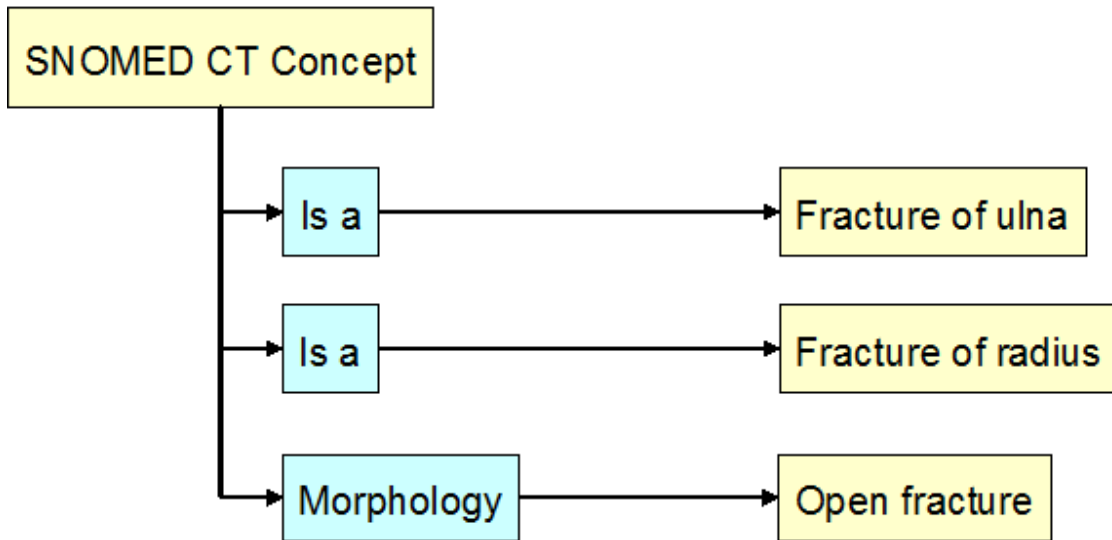 SNOMED CT Concept
Is a
Fracture of ulna
Is a
Fracture of radius
Morphology
Open fracture